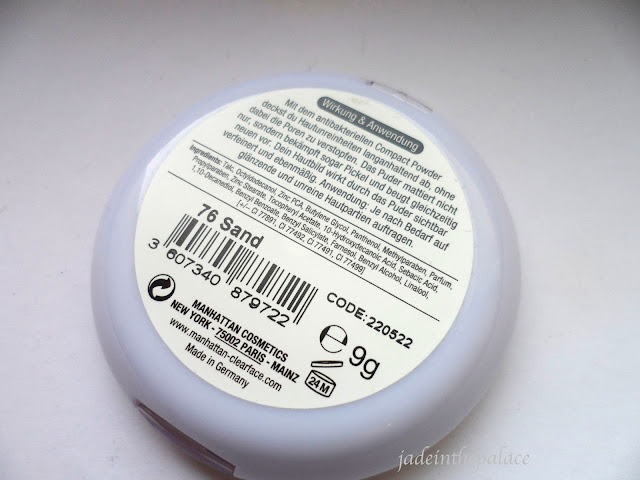 Wirkung & Anwendung
Mit dem antibakteriellen Compact Powder
deckst du Hautunreinheiten langanhaltend ab, ohne
dabei die Poren zu verstopfen. Das Puder mattiert nicht
nur, sondern bekämpft sogar Pickel und beugt gleichzeitig
neuen vor. Dein Hautbild wirkt durch das Puder sichtbar
verfeinert und ebenmäßig. Anwendung: Je nach Bedarf auf
glänzende und unreine Hautpartien auftragen.
Ingredients: Talc, Octyldodecanol, Zinc PCA, Butylene Glycol, Panthenol, Methylparaben, Parfum,
Propylparaben, Zinc Stearate, Tocopheryl Acetate, 10-Hydroxydecanoic Acid, Sebacic Acid,
1,10-Decanediol, Benzyl Benzoate, Benzyl Salicylate, Farnesol, Benzyl Alcohol, Linalool,
[+/-. CI 77891, CI 77492, CI 77491, CI 77499]
76 Sand
3 607340 879722
CODE:220522
e 9g
24 M
MANHATTAN COSMETICS
NEW YORK - 75002 PARIS - MAINZ
www.manhattan-clearface.com
Made in Germany
jadeinthepalace